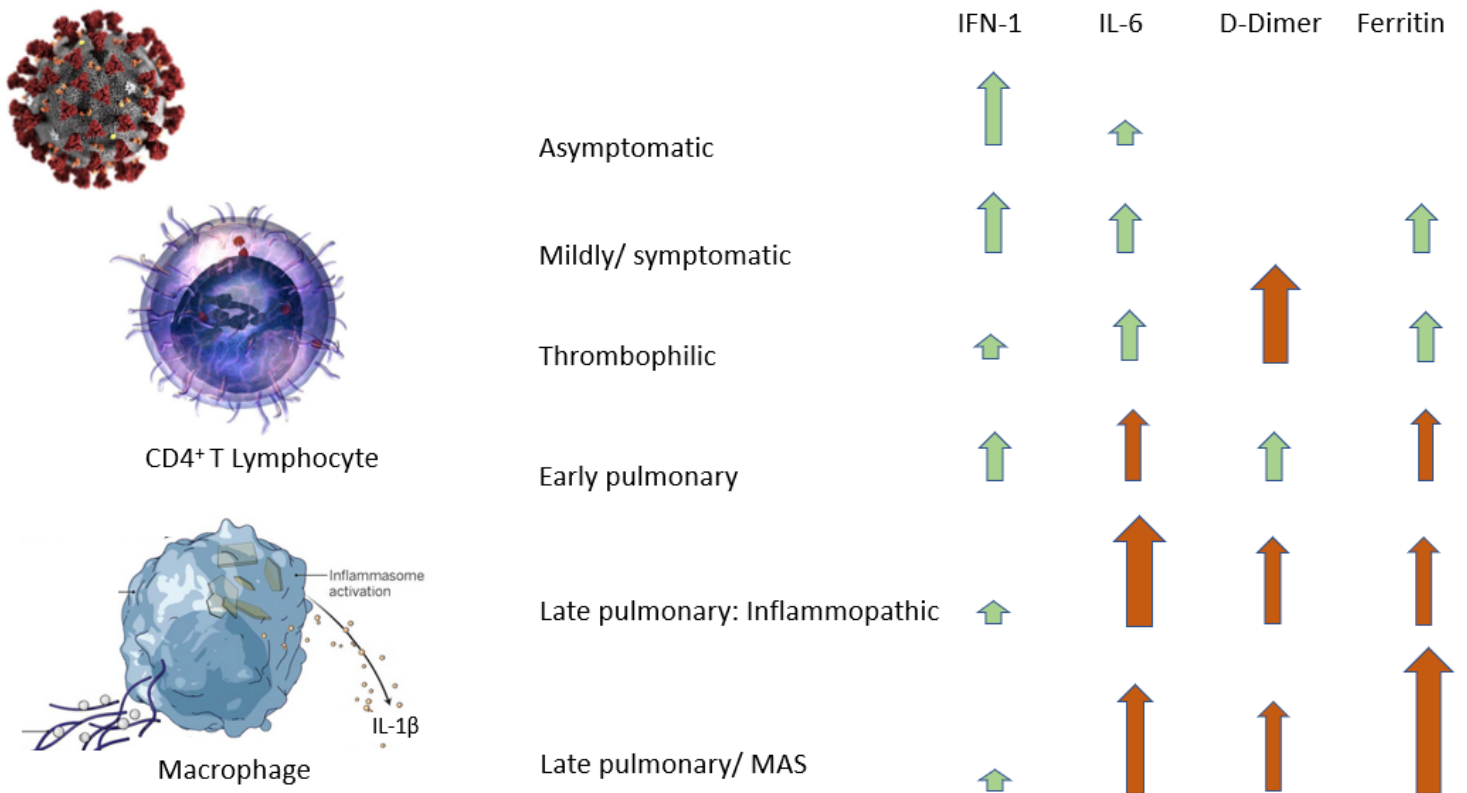 IFN-1 IL-6 D-Dimer Ferritin
Asymptomatic
Mildly/ symptomatic
Thrombophilic
CD4⁺ T Lymphocyte
Early pulmonary
Inflammasome
activation
Late pulmonary: Inflammopathic
IL-1β
Macrophage
Late pulmonary/ MAS